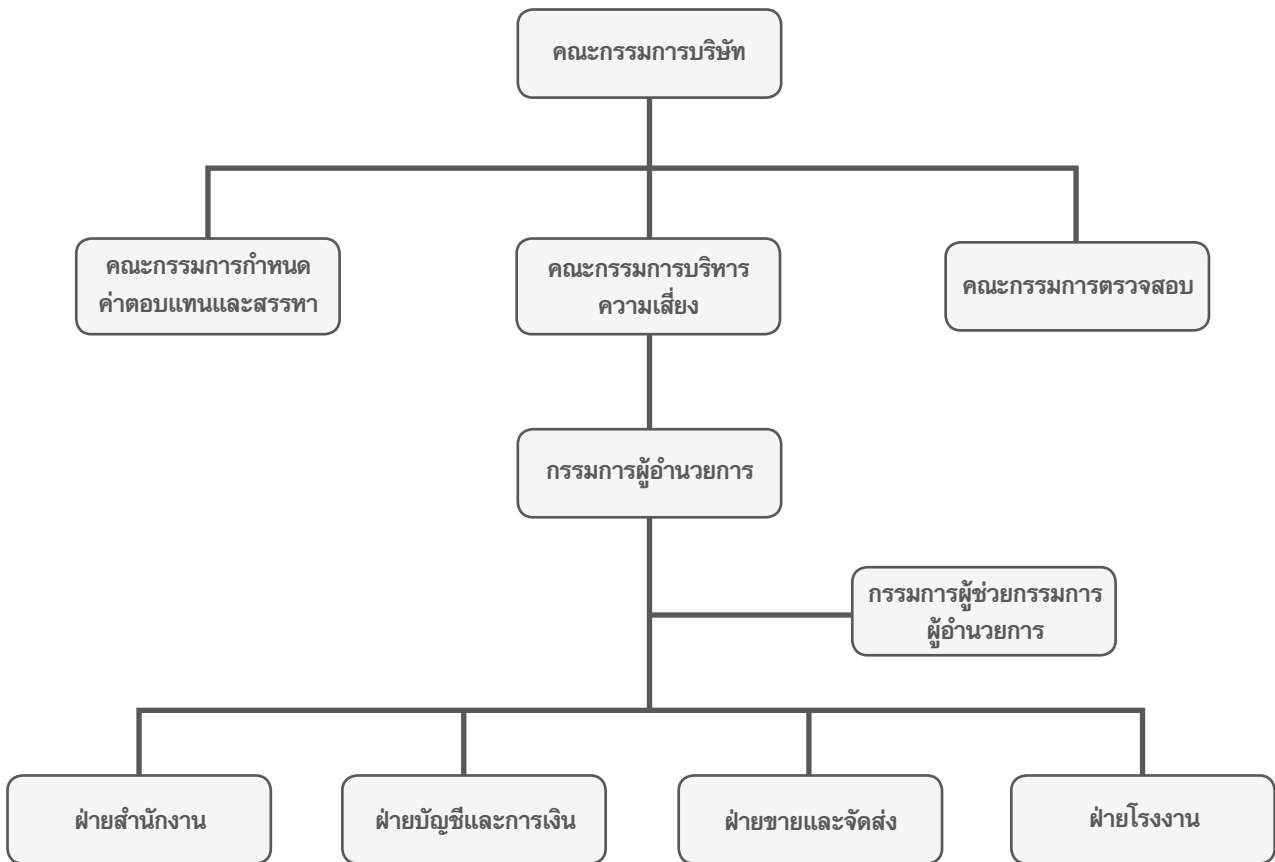 คณะกรรมการบริษัท
คณะกรรมการกำหนด
ค่าตอบแทนและสรรหา
คณะกรรมการบริหาร
ความเสี่ยง
คณะกรรมการตรวจสอบ
กรรมการผู้อำนวยการ
กรรมการผู้ช่วยกรรมการ
ผู้อำนวยการ
ฝ่ายสำนักงาน
ฝ่ายบัญชีและการเงิน
ฝ่ายขายและจัดส่ง
ฝ่ายโรงงาน